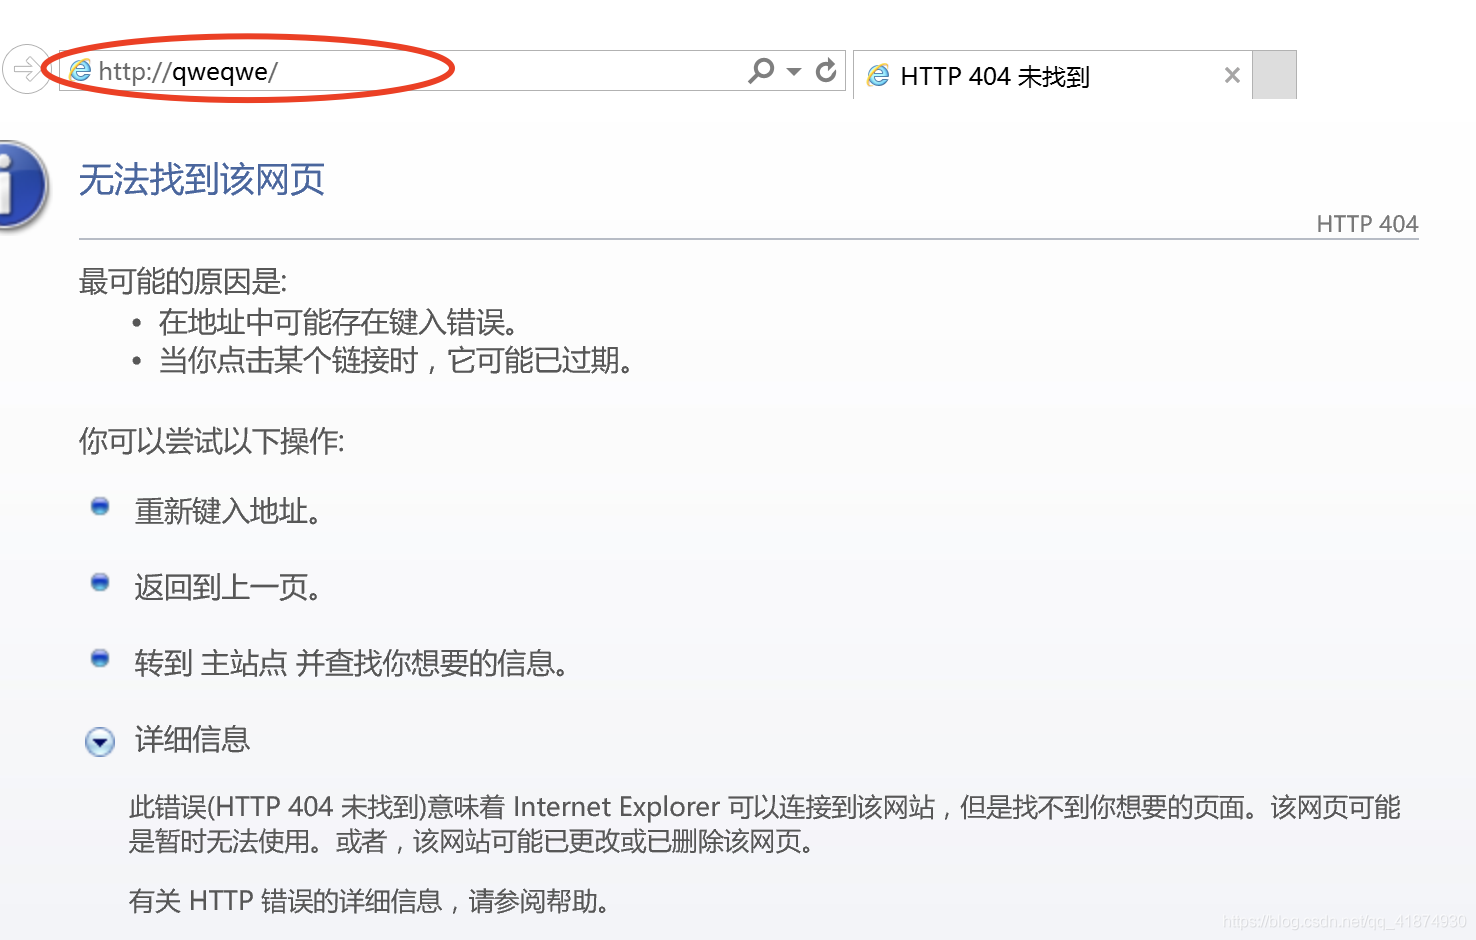 http://qweqwe/
HTTP 404 未找到
无法找到该网页
HTTP 404
最可能的原因是:
• 在地址中可能存在键入错误。
• 当你点击某个链接时，它可能已过期。
你可以尝试以下操作:
重新键入地址。
返回到上一页。
转到 主站点 并查找你想要的信息。
详细信息
此错误(HTTP 404 未找到)意味着 Internet Explorer 可以连接到该网站，但是找不到你想要的页面。该网页可能
是暂时无法使用。或者，该网站可能已更改或已删除该网页。
有关 HTTP 错误的详细信息，请参阅帮助。
https://blog.csdn.net/qq_41874930